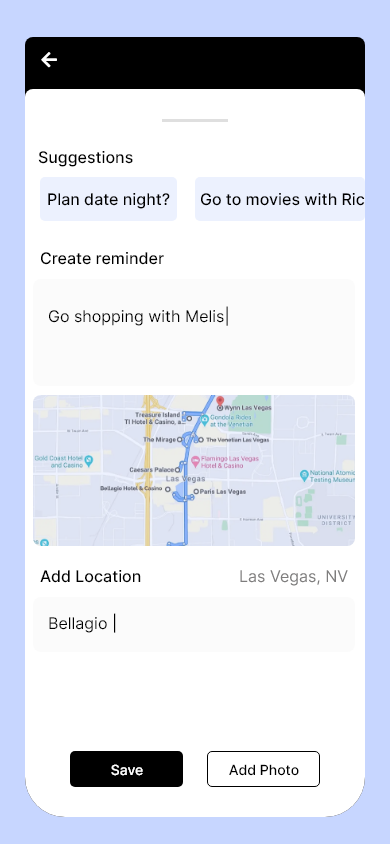 Suggestions
Plan date night?
Go to movies with Ric
Create reminder
Go shopping with Melis
Wynn Las Vegas
Treasure Island
TI Hotel & Casino, a...
Gondola Rides
at the Venetian
The Mirage
The Venetian Las Vegas
Gold Coast Hotel
and Casino
Flamingo Las Vegas
Hotel & Casino
Caesars Palace
Las Vegas
National Atomic
Testing Museum
Bellagio Hotel & Casino
Paris Las Vegas
UNIVERSITY
DISTRICT
Add Location
Las Vegas, NV
Bellagio
Save
Add Photo